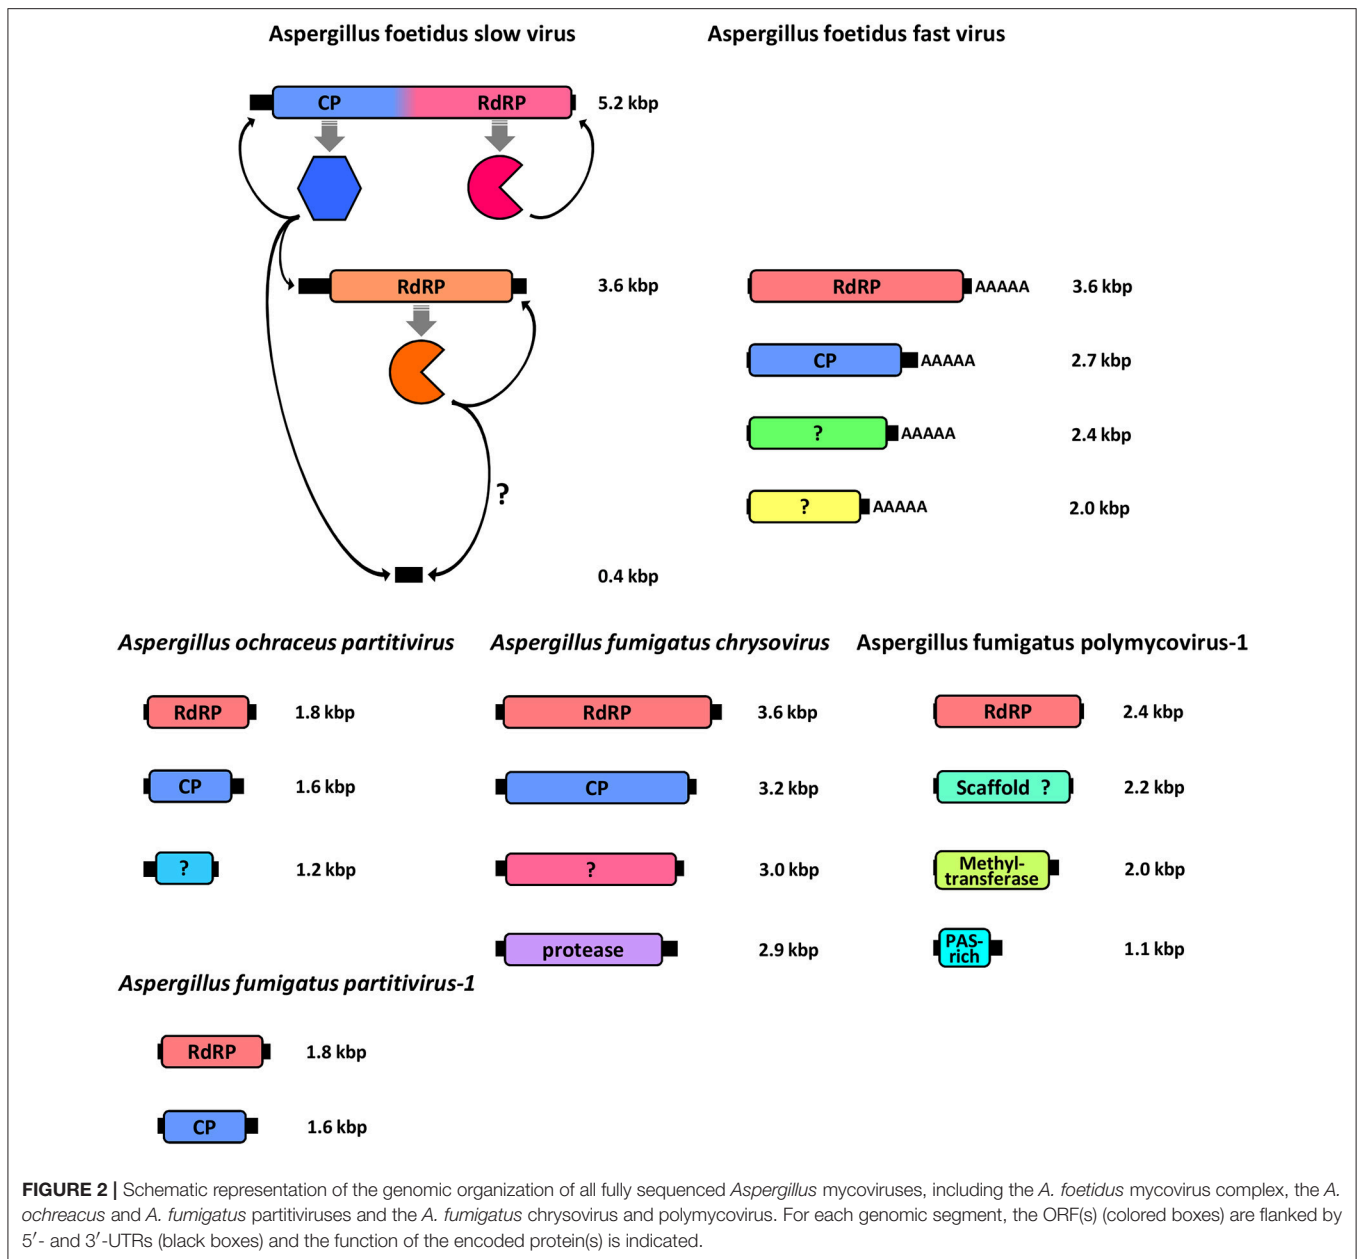 Aspergillus foetidus slow virus
Aspergillus foetidus fast virus
CP RdRP 5.2 kbp
RdRP 3.6 kbp
?
0.4 kbp
RdRP AAAAA 3.6 kbp
CP AAAAA 2.7 kbp
? AAAAA 2.4 kbp
? AAAAA 2.0 kbp
Aspergillus ochraceus partitivirus
RdRP 1.8 kbp
CP 1.6 kbp
? 1.2 kbp
Aspergillus fumigatus chrysovirus
RdRP 3.6 kbp
CP 3.2 kbp
? 3.0 kbp
protease 2.9 kbp
Aspergillus fumigatus polymycovirus-1
RdRP 2.4 kbp
Scaffold ? 2.2 kbp
Methyl-
transferase 2.0 kbp
PAS-
rich 1.1 kbp
Aspergillus fumigatus partitivirus-1
RdRP 1.8 kbp
CP 1.6 kbp
FIGURE 2 | Schematic representation of the genomic organization of all fully sequenced Aspergillus mycoviruses, including the A. foetidus mycovirus complex, the A.
ochreacus and A. fumigatus partitiviruses and the A. fumigatus chrysovirus and polymycovirus. For each genomic segment, the ORF(s) (colored boxes) are flanked by
5′- and 3′-UTRs (black boxes) and the function of the encoded protein(s) is indicated.